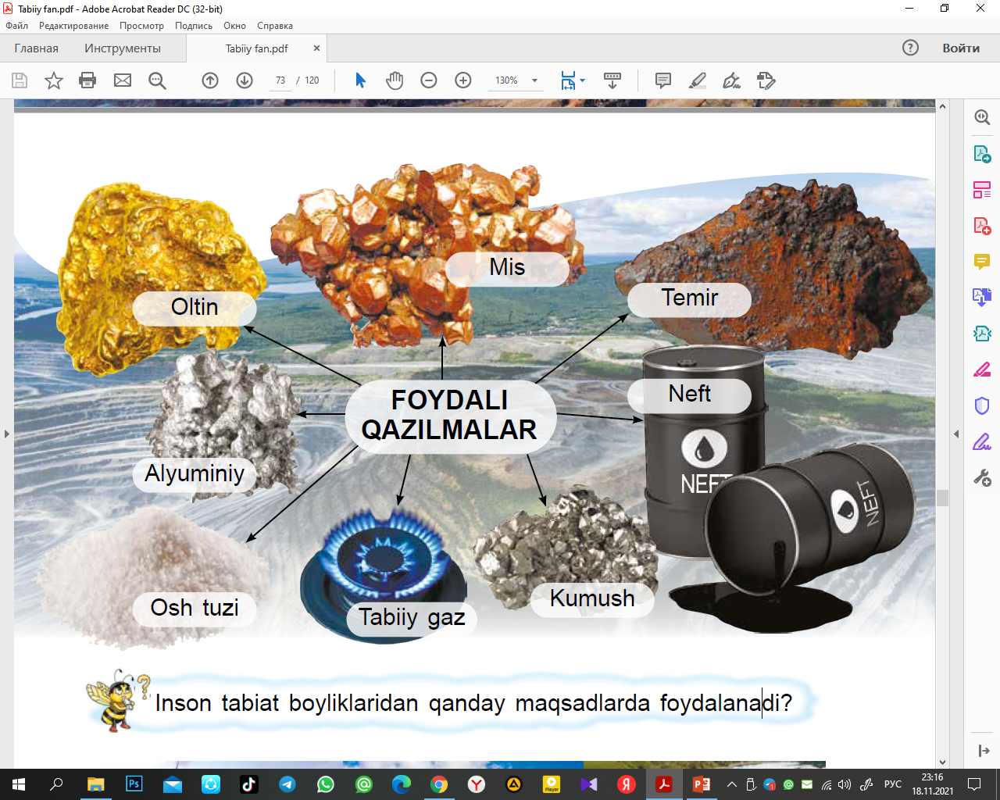 Tabiiy fan.pdf - Adobe Acrobat Reader DC (32-bit)
Файл Редактирование Просмотр Подпись Окно Справка
Главная Инструменты Tabiiy fan.pdf × ? Войти
73 / 120 130%
Oltin
Mis
Temir
FOYDALI
QAZILMALAR
Neft
NEFT
NEFT
Alyuminiy
Osh tuzi
Tabiiy gaz
Kumush
?
Inson tabiat boyliklaridan qanday maqsadlarda foydalanadi?
Ps
Player
РУС
23:16
18.11.2021